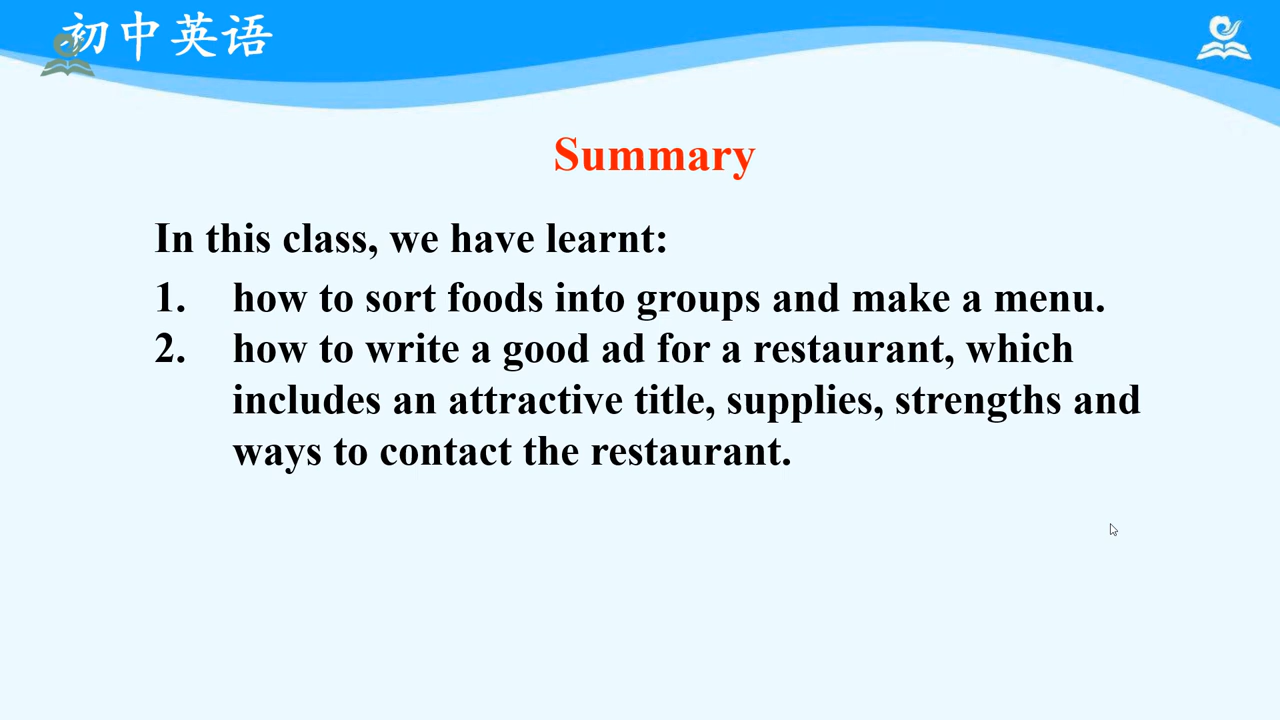 初中英语
Summary
In this class, we have learnt:
1. how to sort foods into groups and make a menu.
2. how to write a good ad for a restaurant, which
includes an attractive title, supplies, strengths and
ways to contact the restaurant.